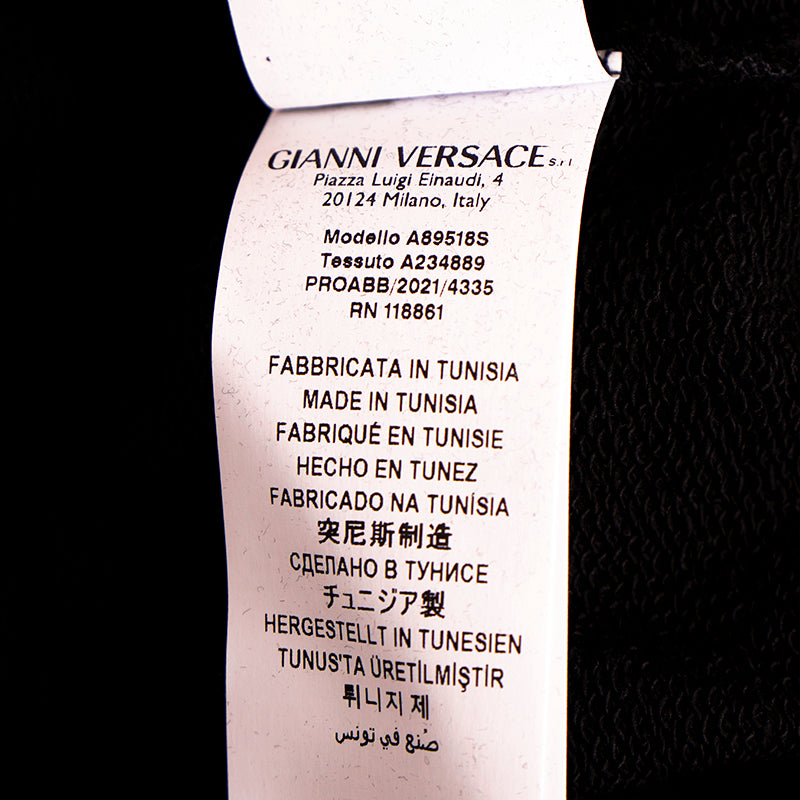 GIANNI VERSACE s.r.l
Piazza Luigi Einaudi, 4
20124 Milano, Italy
Modello A89518S
Tessuto A234889
PROABB/2021/4335
RN 118861
FABBRICATA IN TUNISIA
MADE IN TUNISIA
FABRIQUÉ EN TUNISIE
HECHO EN TUNEZ
FABRICADO NA TUNÍSIA
突尼斯制造
СДЕЛАНО В ТУНИСЕ
チュニジア製
HERGESTELLT IN TUNESIEN
TUNUS'TA ÜRETİLMİŞTİR
튀니지 제
صُنع في تونس